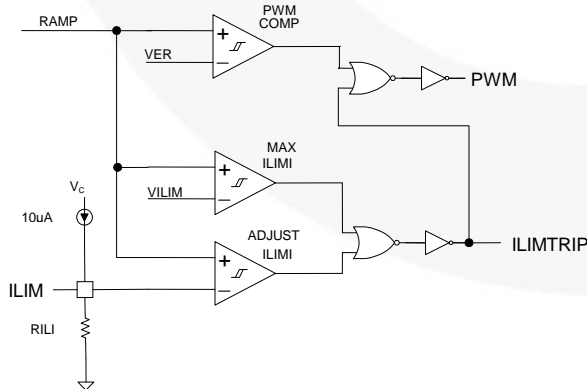 PWM
COMP
RAMP
VER
PWM
MAX
ILIMI
VILIM
VC
10uA
ADJUST
ILIMI
ILIMTRIP
ILIM
RILI